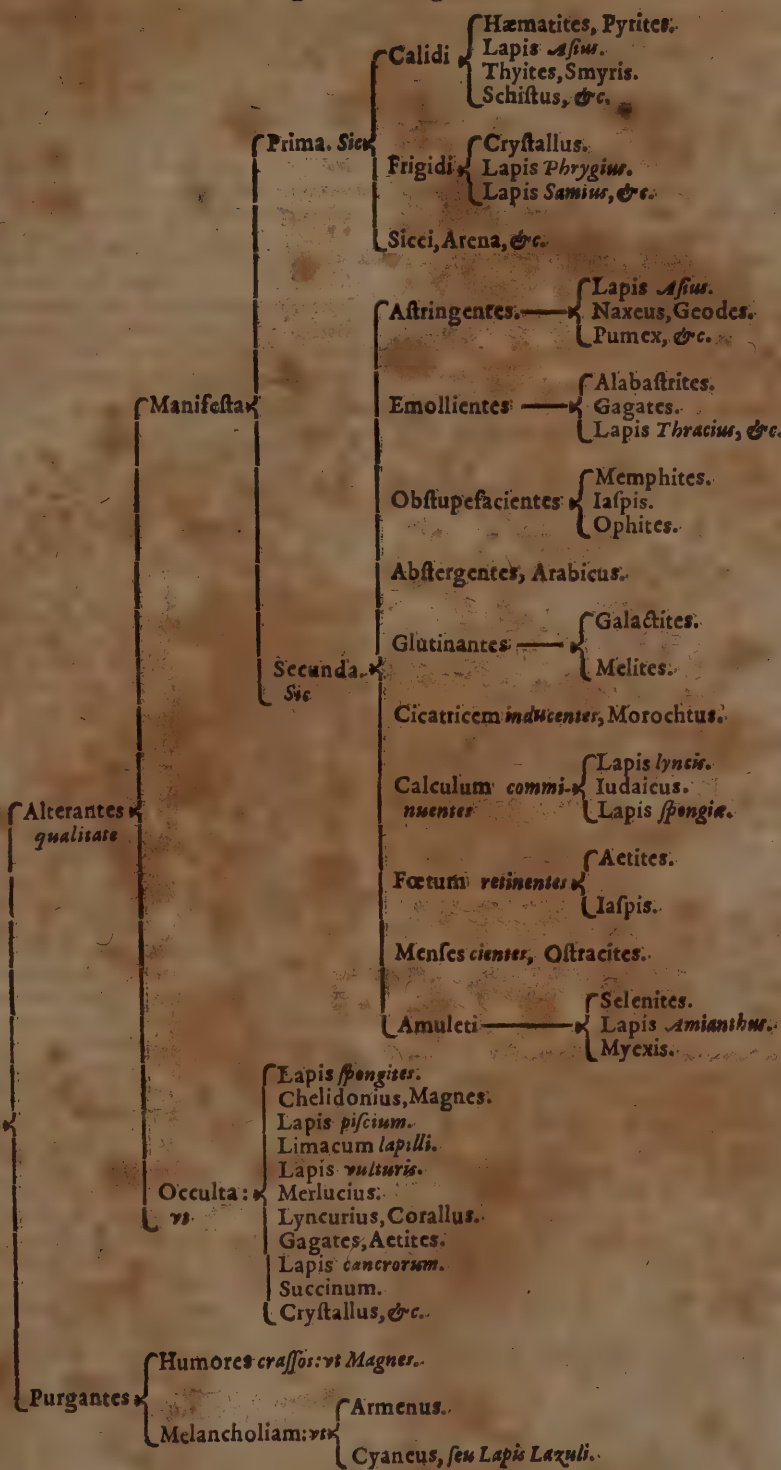 Hæmatites, Pyrites.
Calidi
Lapis Aſius.
Thyites, Smyris.
Schiſtus, &c.
Prima. Sic
Cryſtallus.
Frigidi
Lapis Phrygius.
Lapis Samius, &c.
Sicci, Arena, &c.
Lapis Aſius.
Aſtringentes.
Naxeus, Geodes.
Pumex, &c.
Manifeſta
Alabaſtrites.
Emollientes
Gagates.
Lapis Thracius, &c.
Memphites.
Obſtupefacientes
Iaſpis.
Ophites.
Abſtergentes, Arabicus.
Galactites.
Glutinantes
Secunda.
Melites.
Sic
Cicatricem inducentes, Morochtus.
Lapis lyncis.
Calculum commi-
Iudaicus.
nuentes
Lapis ſpongiæ.
Alterantes
qualitate
Aetites.
Fœtum retinentes
Iaſpis.
Menſes cientes, Oſtracites.
Selenites.
Amuleti
Lapis Amianthus.
Myexis.
Lapis ſpongites.
Chelidonius, Magnes.
Lapis piſcium.
Limacum lapilli.
Lapis vulturis.
Occulta:
Merlucius.
vt
Lyncurius, Corallus.
Gagates, Aetites.
Lapis cancrorum.
Succinum.
Cryſtallus, &c.
Humores craſſos: vt Magnes.
Purgantes
Armenus.
Melancholiam: vt
Cyaneus, ſeu Lapis Lazuli.